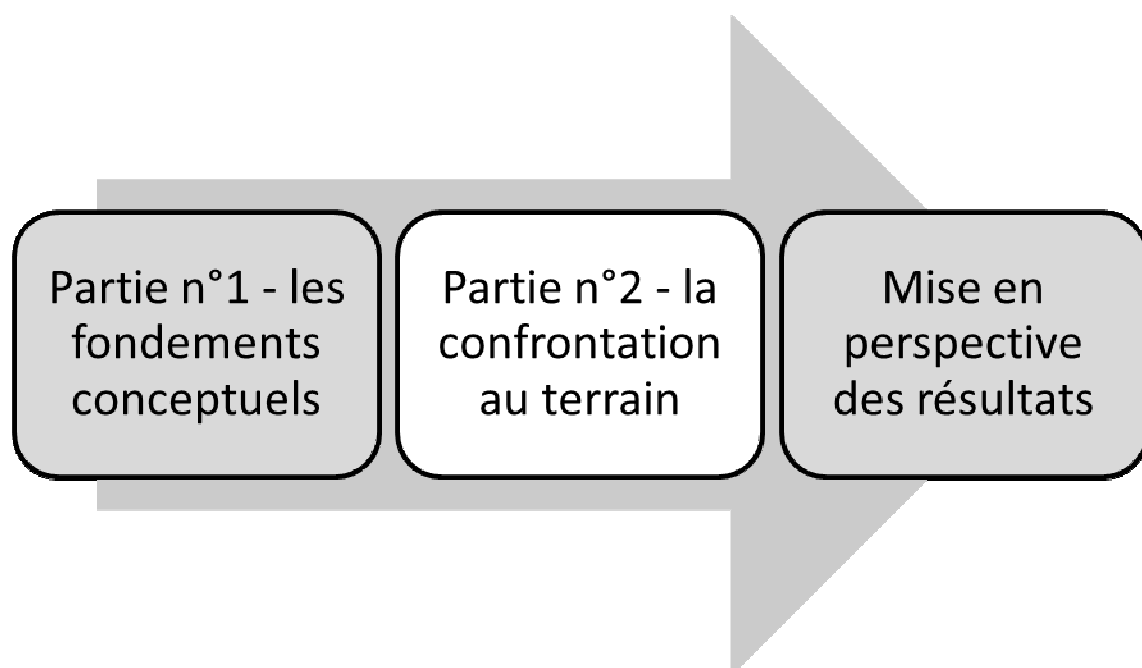 Partie n°1 - les
fondements
conceptuels
Partie n°2 - la
confrontation
au terrain
Mise en
perspective
des résultats